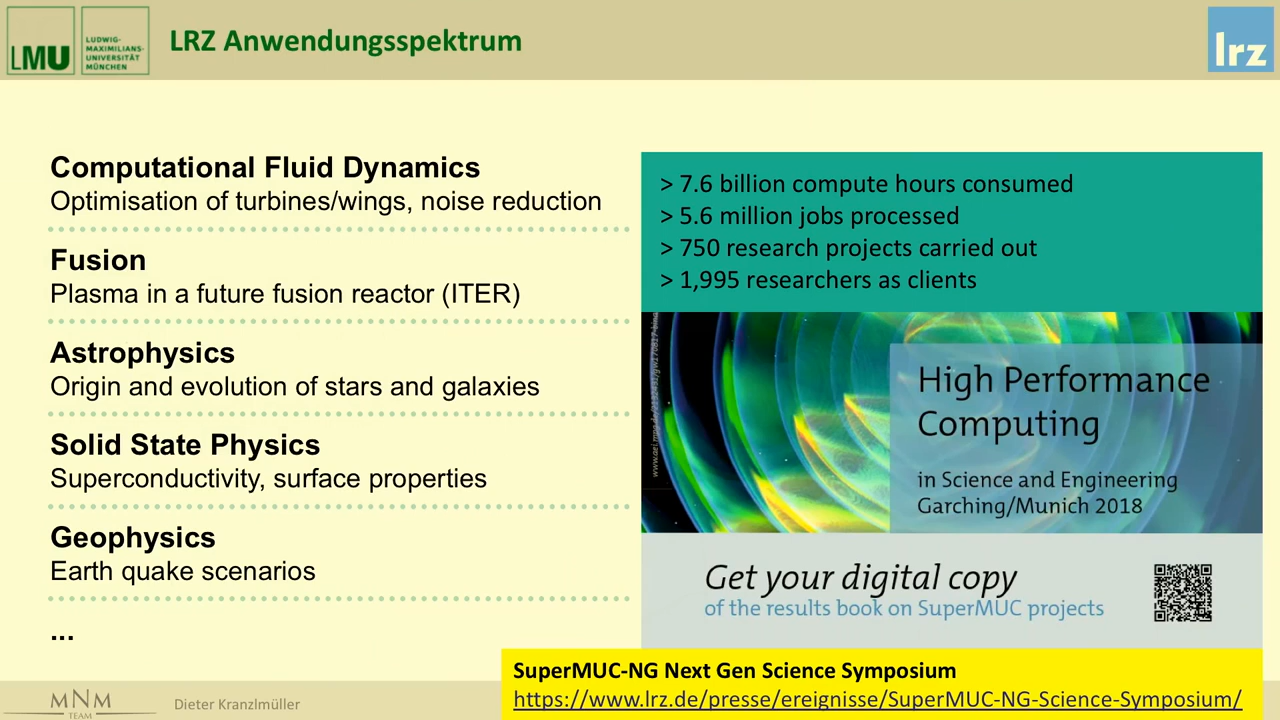 LMU
LUDWIG-
MAXIMILIANS-
UNIVERSITÄT
MÜNCHEN
LRZ Anwendungsspektrum
lrz
Computational Fluid Dynamics
Optimisation of turbines/wings, noise reduction
Fusion
Plasma in a future fusion reactor (ITER)
Astrophysics
Origin and evolution of stars and galaxies
Solid State Physics
Superconductivity, surface properties
Geophysics
Earth quake scenarios
...
> 7.6 billion compute hours consumed
> 5.6 million jobs processed
> 750 research projects carried out
> 1,995 researchers as clients
High Performance
Computing
in Science and Engineering
Garching/Munich 2018
Get your digital copy
of the results book on SuperMUC projects
SuperMUC-NG Next Gen Science Symposium
https://www.lrz.de/presse/ereignisse/SuperMUC-NG-Science-Symposium/
MNM
TEAM
Dieter Kranzlmüller